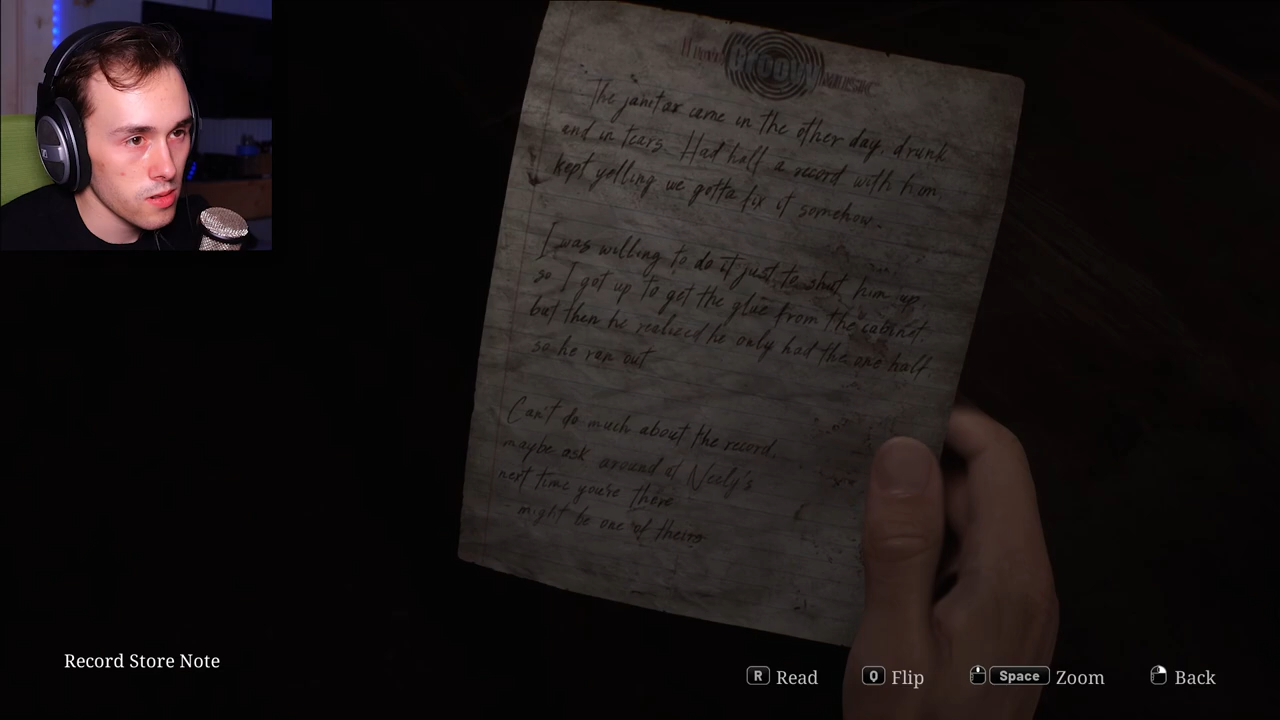 GROOVY MUSIC
The janitor came in the other day, drunk
and in tears. Had half a record with him,
kept yelling we gotta fix it somehow.
I was willing to do it just to shut him up,
so I got up to get the glue from the cabinet,
but then he realized he only had the one half,
so he ran out
Can't do much about the record,
maybe ask around at Neely's
next time you're there
- might be one of theirs
Record Store Note
R Read Q Flip Space Zoom Back